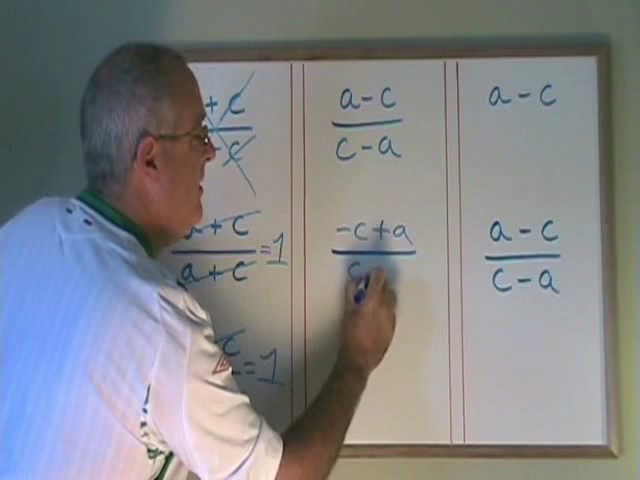 + c
- c
a + c
a + c = 1
c
= 1
a - c
c - a
-c + a
c
a - c
a - c
c - a